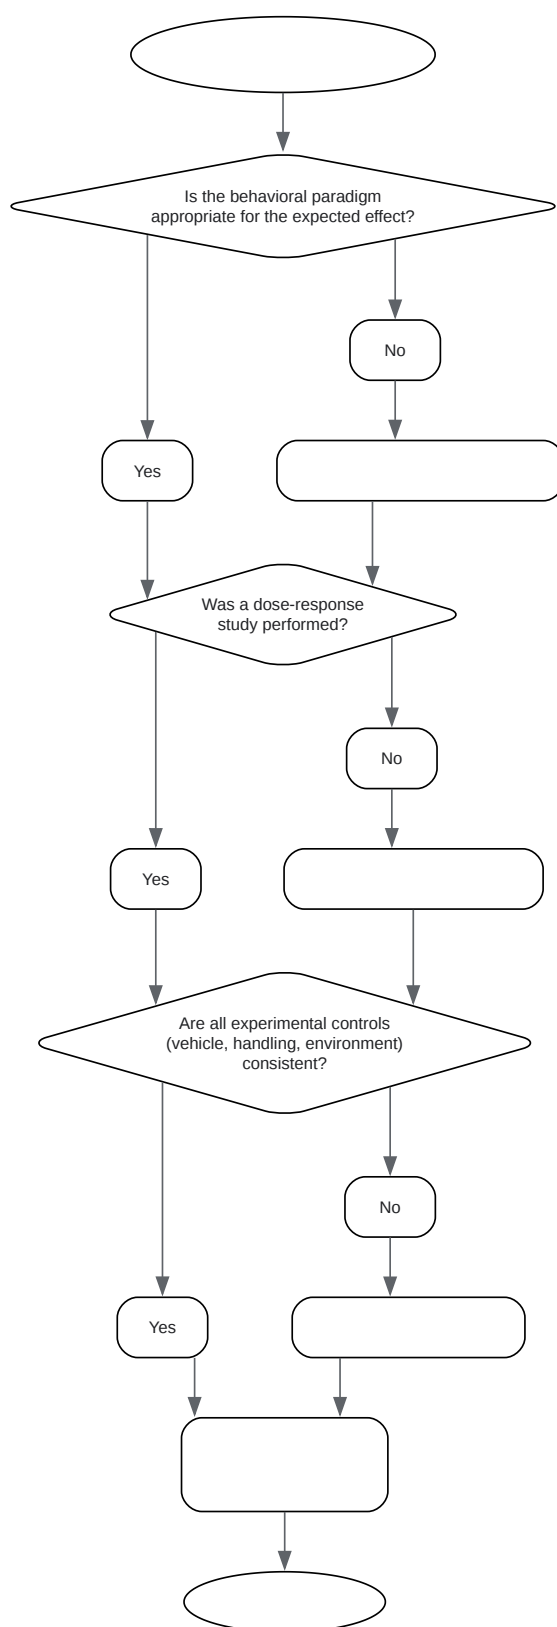 Is the behavioral paradigm
appropriate for the expected effect?
No
Yes
Was a dose-response
study performed?
No
Yes
Are all experimental controls
(vehicle, handling, environment)
consistent?
No
Yes